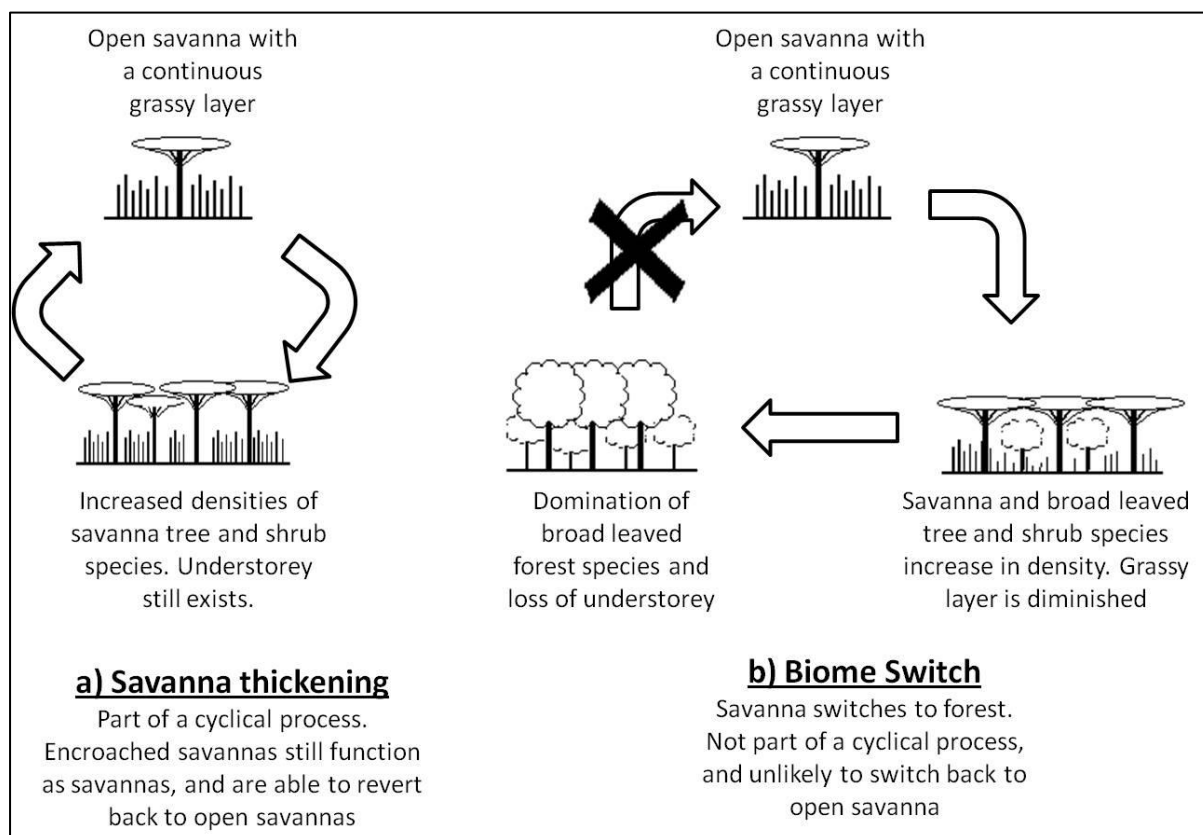 Open savanna with
a continuous
grassy layer
Increased densities of
savanna tree and shrub
species. Understorey
still exists.
a) Savanna thickening
Part of a cyclical process.
Encroached savannas still function
as savannas, and are able to revert
back to open savannas
Open savanna with
a continuous
grassy layer
Savanna and broad leaved
tree and shrub species
increase in density. Grassy
layer is diminished
Domination of
broad leaved
forest species and
loss of understorey
b) Biome Switch
Savanna switches to forest.
Not part of a cyclical process,
and unlikely to switch back to
open savanna